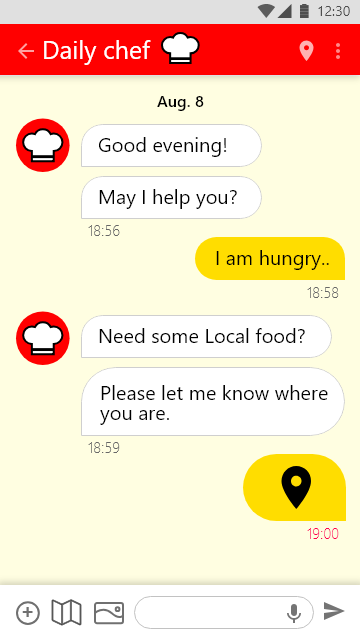 12:30
Daily chef
Aug. 8
Good evening!
May I help you?
18:56
I am hungry..
18:58
Need some Local food?
Please let me know where
you are.
18:59
19:00